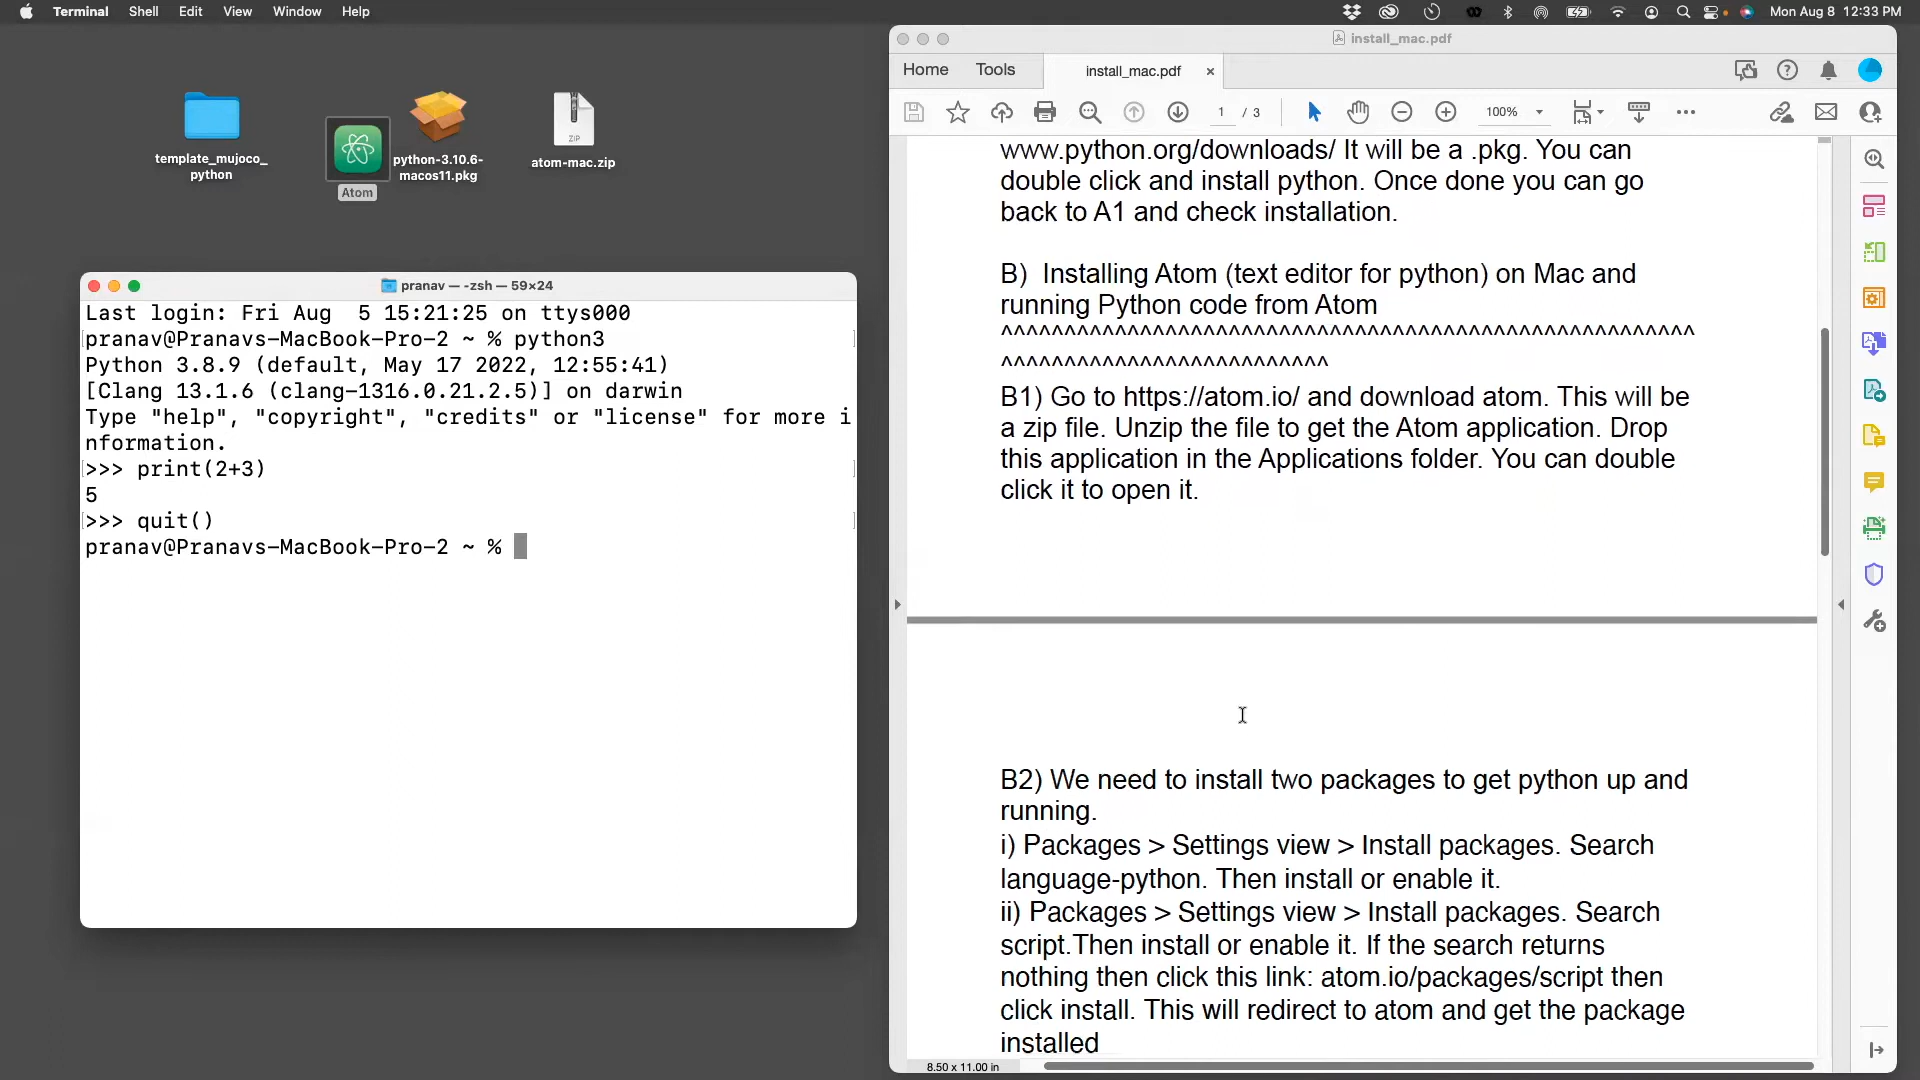 Terminal Shell Edit View Window Help
Mon Aug 8 12:33 PM
template_mujoco_
python
Atom
python-3.10.6-
macos11.pkg
ZIP
atom-mac.zip
pranav — -zsh — 59×24
Last login: Fri Aug  5 15:21:25 on ttys000
pranav@Pranavs-MacBook-Pro-2 ~ % python3
Python 3.8.9 (default, May 17 2022, 12:55:41)
[Clang 13.1.6 (clang-1316.0.21.2.5)] on darwin
Type "help", "copyright", "credits" or "license" for more i
nformation.
>>> print(2+3)
5
>>> quit()
pranav@Pranavs-MacBook-Pro-2 ~ %
install_mac.pdf
Home Tools install_mac.pdf ×
1 / 3 100%
www.python.org/downloads/ It will be a .pkg. You can
double click and install python. Once done you can go
back to A1 and check installation.
B)  Installing Atom (text editor for python) on Mac and
running Python code from Atom
^^^^^^^^^^^^^^^^^^^^^^^^^^^^^^^^^^^^^^^^^^^^^^^^^^^^^^^
^^^^^^^^^^^^^^^^^^^^^^^^^^
B1) Go to https://atom.io/ and download atom. This will be
a zip file. Unzip the file to get the Atom application. Drop
this application in the Applications folder. You can double
click it to open it.
B2) We need to install two packages to get python up and
running.
i) Packages > Settings view > Install packages. Search
language-python. Then install or enable it.
ii) Packages > Settings view > Install packages. Search
script.Then install or enable it. If the search returns
nothing then click this link: atom.io/packages/script then
click install. This will redirect to atom and get the package
installed
8.50 x 11.00 in